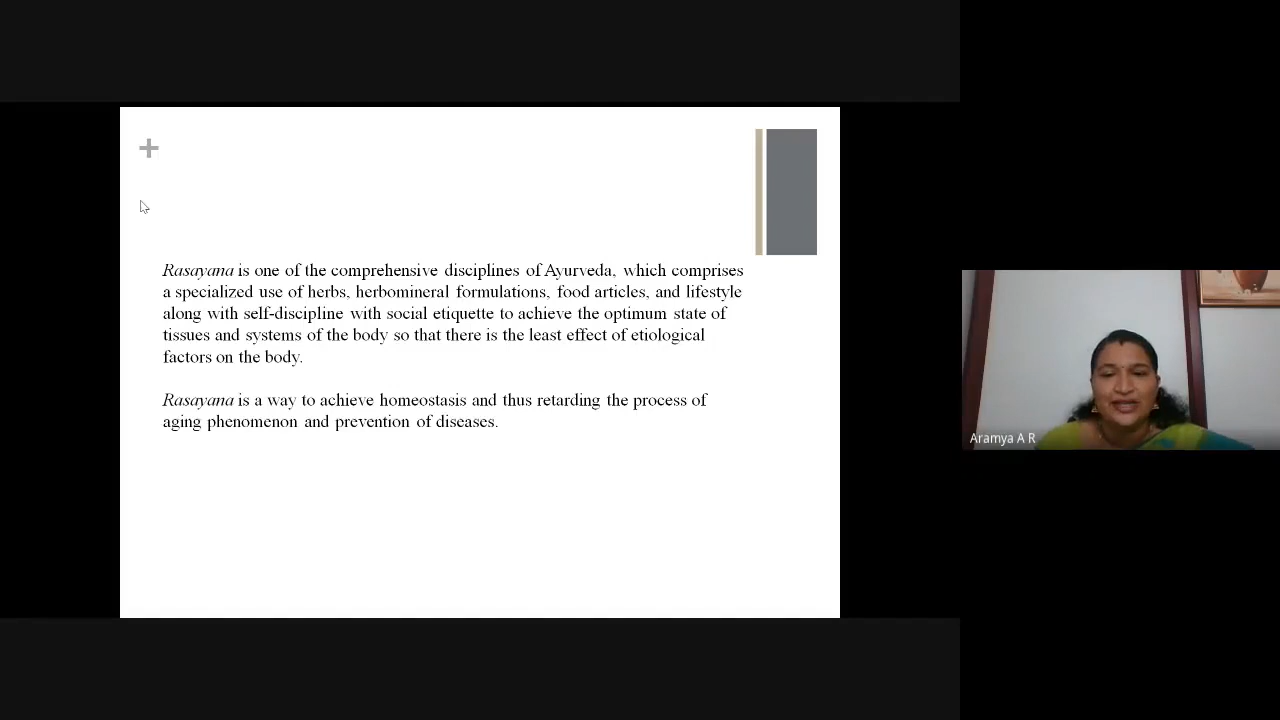 Rasayana is one of the comprehensive disciplines of Ayurveda, which comprises
a specialized use of herbs, herbomineral formulations, food articles, and lifestyle
along with self-discipline with social etiquette to achieve the optimum state of
tissues and systems of the body so that there is the least effect of etiological
factors on the body.
Rasayana is a way to achieve homeostasis and thus retarding the process of
aging phenomenon and prevention of diseases.
Aramya A R